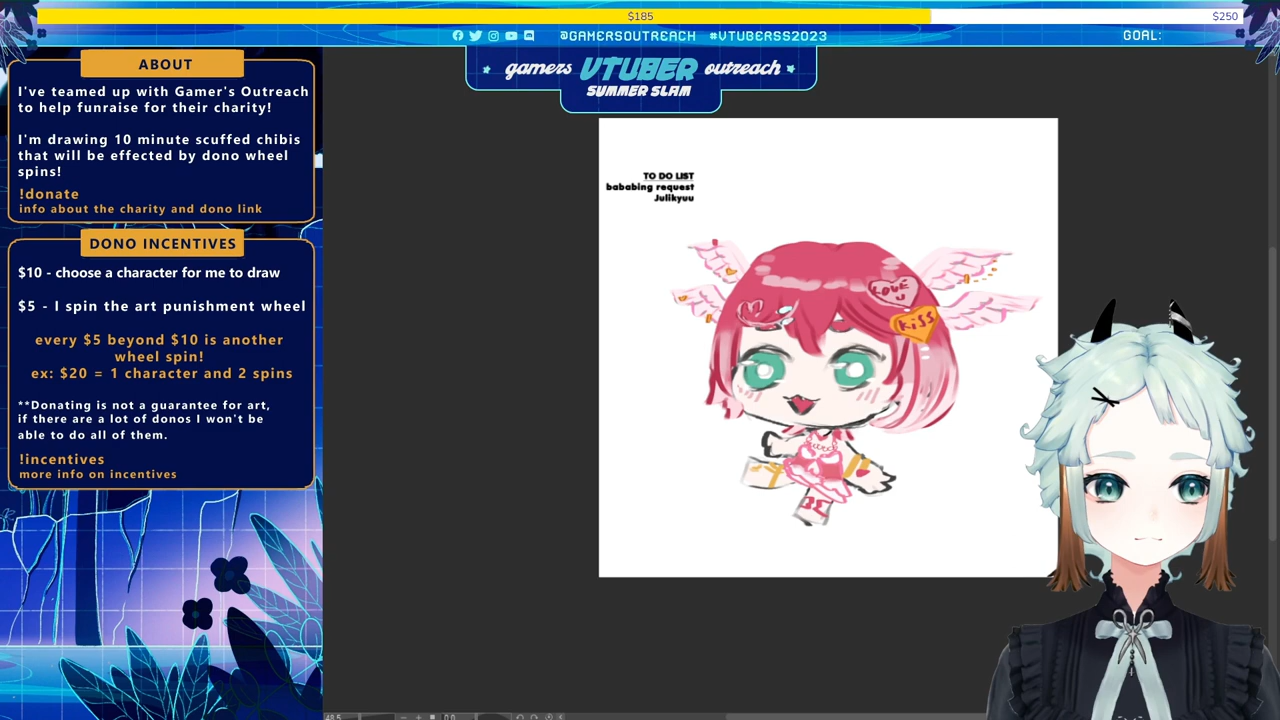 $185
$250
@GAMERSOUTREACH #VTUBERSS2023
GOAL:
gamers VTUBER outreach
SUMMER SLAM
ABOUT
I've teamed up with Gamer's Outreach
to help funraise for their charity!
I'm drawing 10 minute scuffed chibis
that will be effected by dono wheel
spins!
!donate
info about the charity and dono link
DONO INCENTIVES
$10 - choose a character for me to draw
$5 - I spin the art punishment wheel
every $5 beyond $10 is another
wheel spin!
ex: $20 = 1 character and 2 spins
**Donating is not a guarantee for art,
if there are a lot of donos I won't be
able to do all of them.
!incentives
more info on incentives
TO DO LIST
bababing request
Julikyuu
LOVE
U
KiSS